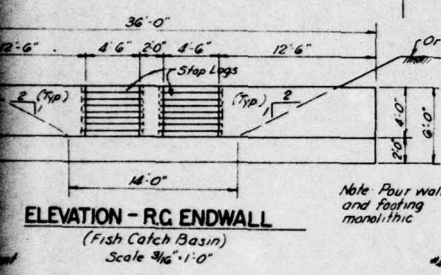 36'-0"
12'-6" 4'-6" 2'0" 4'-6" 12'-6"
Stop Logs
2 (Typ) 1
(Typ) 2 1
4'-0"
6'-0"
2'0"
14'-0"
ELEVATION - R.C. ENDWALL
(Fish Catch Basin)
Scale 3/16" = 1'-0"
Note: Pour wall
and footing
monolithic